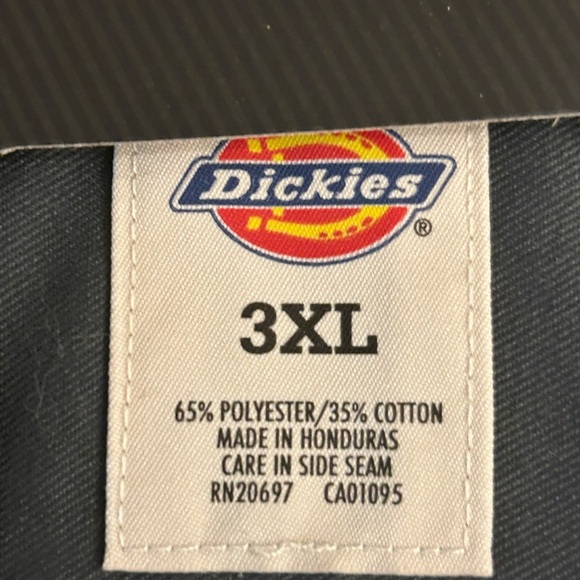 Dickies®
3XL
65% POLYESTER/35% COTTON
MADE IN HONDURAS
CARE IN SIDE SEAM
RN20697 CA01095